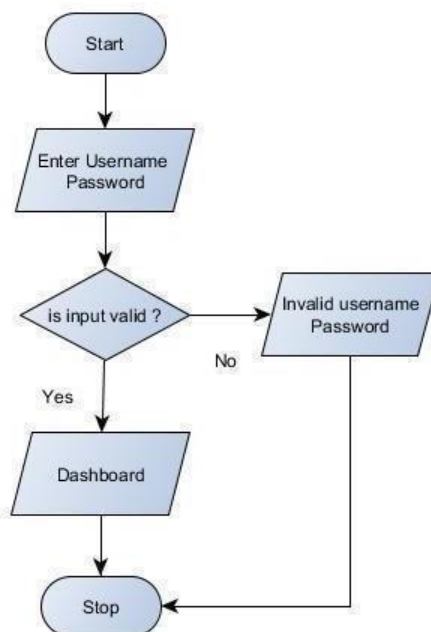 Start
Enter Username
Password
is input valid ?
Invalid username
Password
No
Yes
Dashboard
Stop